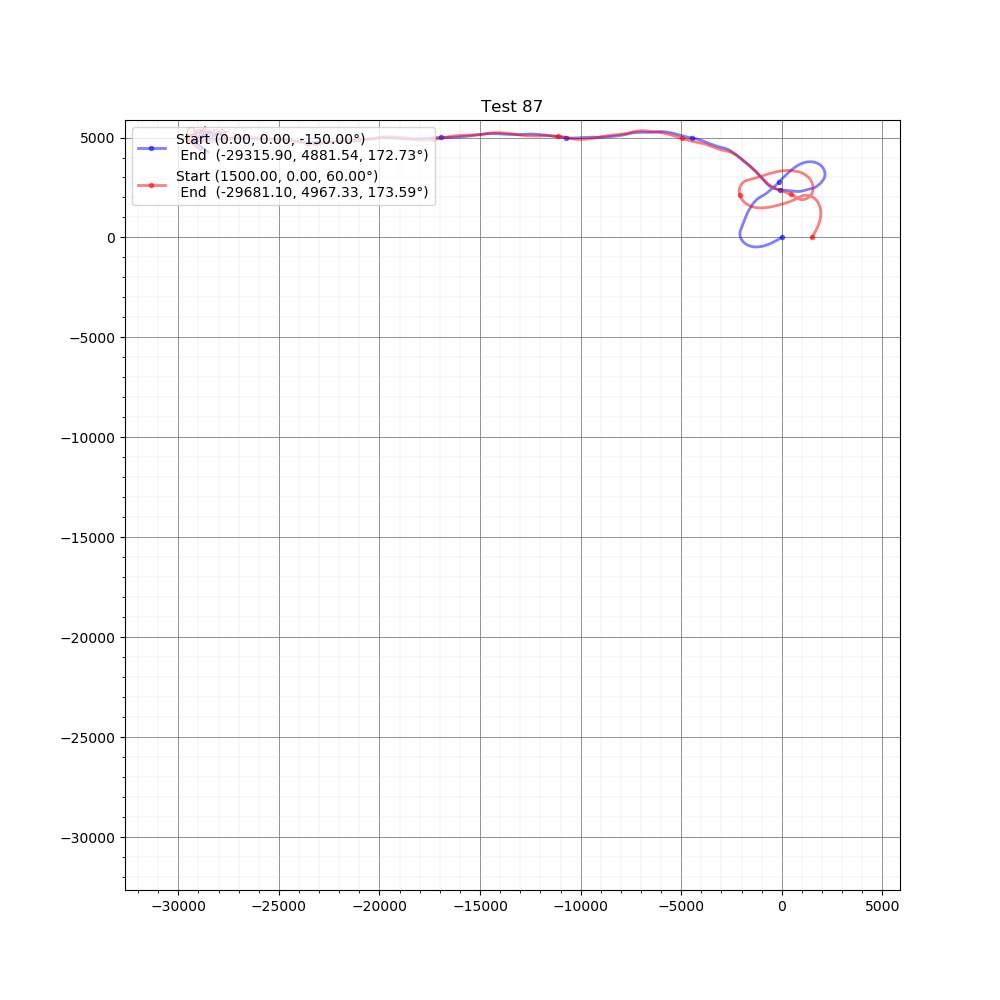 Test 87
Start (0.00, 0.00, -150.00°)
End (-29315.90, 4881.54, 172.73°)
Start (1500.00, 0.00, 60.00°)
End (-29681.10, 4967.33, 173.59°)
5000
0
−5000
−10000
−15000
−20000
−25000
−30000
−30000 −25000 −20000 −15000 −10000 −5000 0 5000